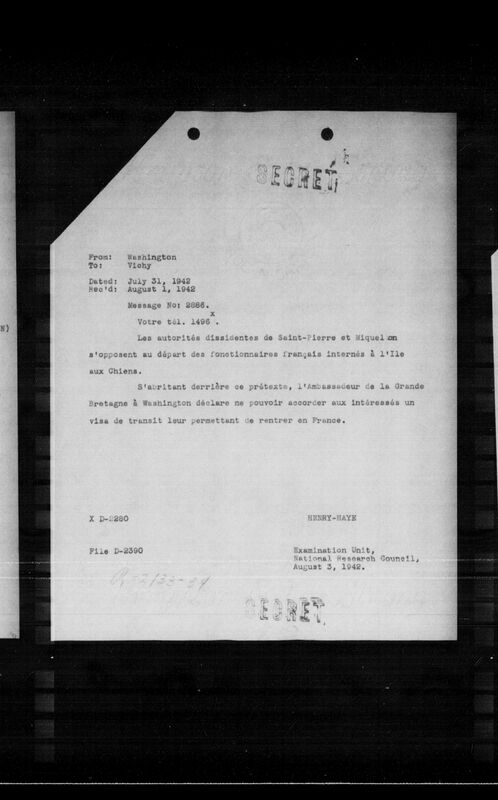 SECRET
N)
From: Washington
To: Vichy
Dated: July 31, 1942
Rec'd: August 1, 1942
Message No: 2886.
Votre tél. 1496 x.
Les autorités dissidentes de Saint-Pierre et Miquelon
s'opposent au départ des fonctionnaires français internés à l'Ile
aux Chiens.
S'abritant derrière ce prétexte, l'Ambassadeur de la Grande
Bretagne à Washington déclare ne pouvoir accorder aux intéressés un
visa de transit leur permettant de rentrer en France.
X D-2280
HENRY-HAYE
File D-2390
Examination Unit,
National Research Council,
August 3, 1942.
SECRET